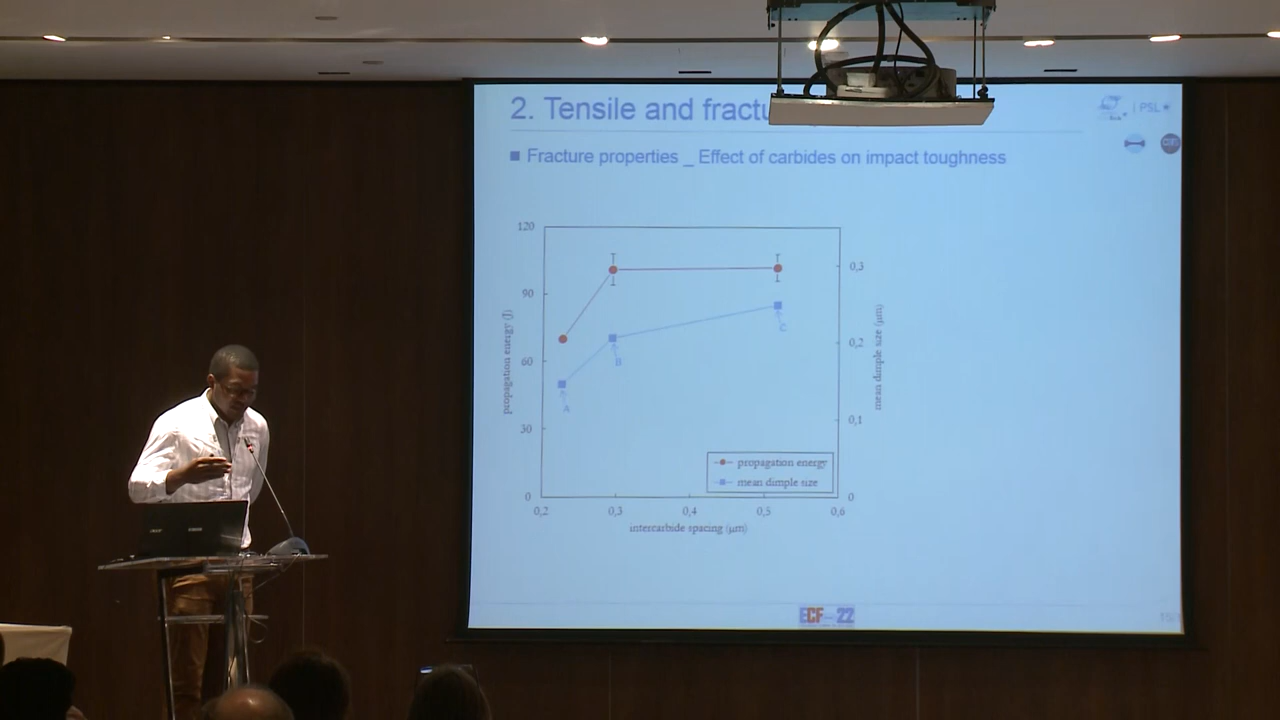 2. Tensile and fractu
PSL
Fracture properties _ Effect of carbides on impact toughness
120
90
60
30
0
propagation energy (J)
0,3
0,2
0,1
0
mean dimple size (µm)
A
B
C
propagation energy
mean dimple size
0,2 0,3 0,4 0,5 0,6
intercarbide spacing (µm)
ECF 22
acer